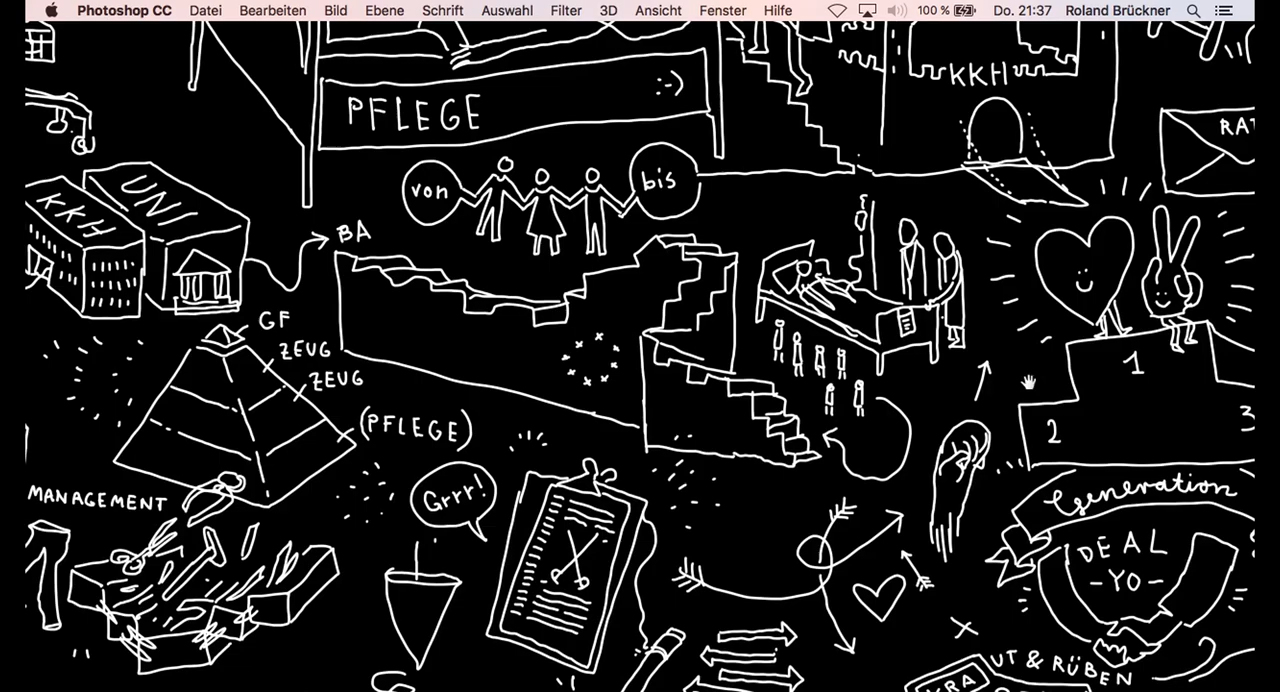 Photoshop CC Datei Bearbeiten Bild Ebene Schrift Auswahl Filter 3D Ansicht Fenster Hilfe 100 % Do. 21:37 Roland Brückner
KKH
PFLEGE :-)
RAT
von bis
UNI
KKH
BA
GF
ZEUG
ZEUG
(PFLEGE)
1
2
3
MANAGEMENT
Grrr!
Generation
DEAL
-YO-
UT & RÜBEN